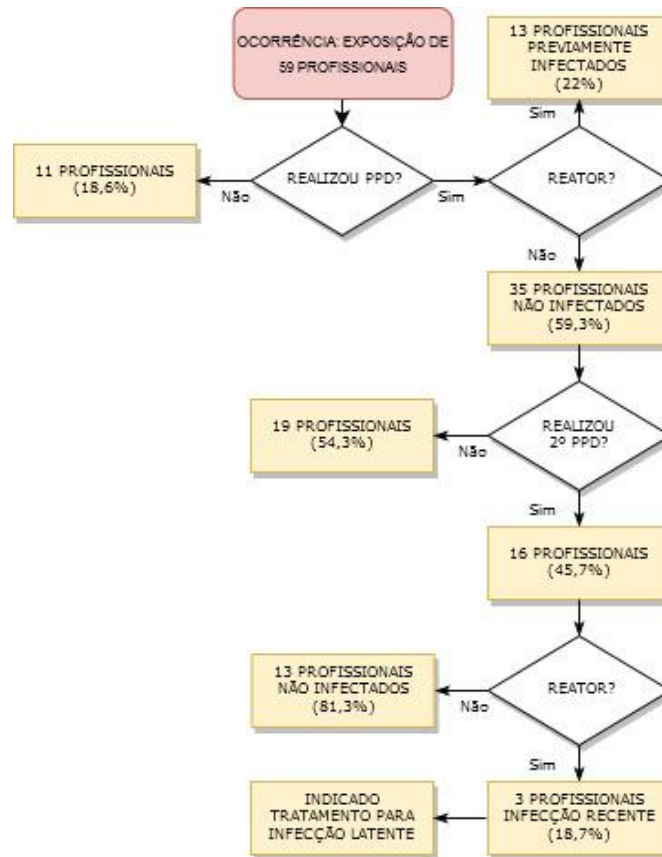 OCORRÊNCIA: EXPOSIÇÃO DE
59 PROFISSIONAIS
13 PROFISSIONAIS
PREVIAMENTE
INFECTADOS
(22%)
Sim
11 PROFISSIONAIS
(18,6%)
Não
REALIZOU PPD?
Sim
REATOR?
Não
35 PROFISSIONAIS
NÃO INFECTADOS
(59,3%)
19 PROFISSIONAIS
(54,3%)
Não
REALIZOU
2º PPD?
Sim
16 PROFISSIONAIS
(45,7%)
13 PROFISSIONAIS
NÃO INFECTADOS
(81,3%)
Não
REATOR?
Sim
INDICADO
TRATAMENTO PARA
INFECÇÃO LATENTE
3 PROFISSIONAIS
INFECÇÃO RECENTE
(18,7%)